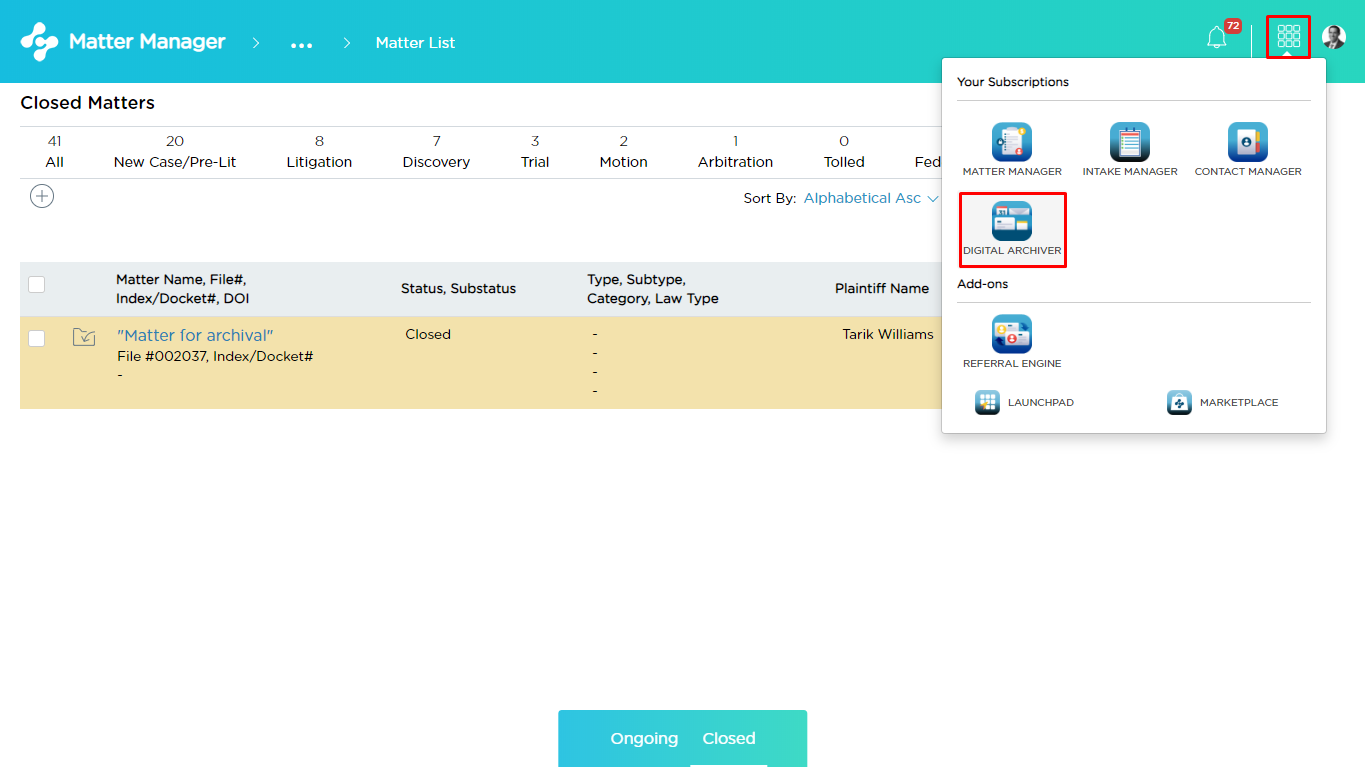 Matter Manager > ... > Matter List
72
Closed Matters
41 20 8 7 3 2 1 0
All New Case/Pre-Lit Litigation Discovery Trial Motion Arbitration Tolled Fed
Sort By: Alphabetical Asc
Matter Name, File#,
Index/Docket#, DOI
Status, Substatus
Type, Subtype,
Category, Law Type
Plaintiff Name
"Matter for archival"
File #002037, Index/Docket#
-
Closed
-
-
-
-
Tarik Williams
Your Subscriptions
MATTER MANAGER INTAKE MANAGER CONTACT MANAGER
31
DIGITAL ARCHIVER
Add-ons
REFERRAL ENGINE
LAUNCHPAD MARKETPLACE
Ongoing Closed